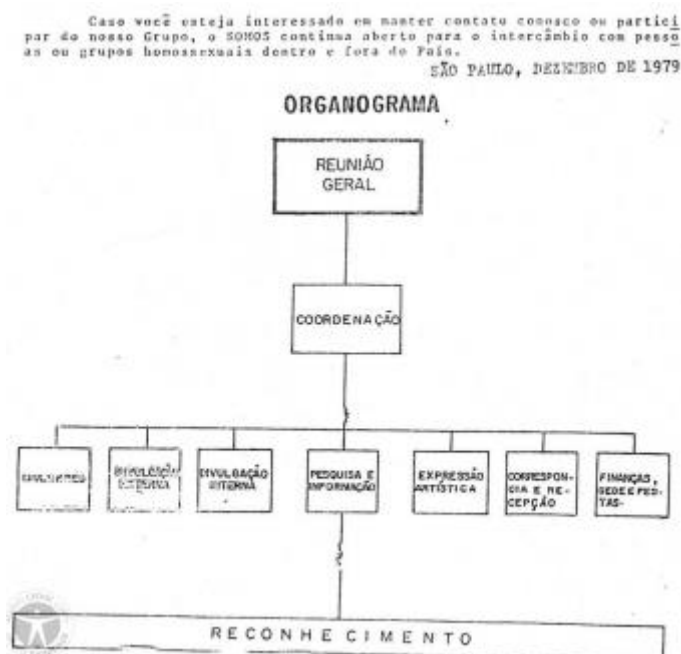 Caso você esteja interessado em manter contato conosco ou partici
par do nosso Grupo, o SOMOS continua aberto para o intercâmbio com pesso
as ou grupos homossexuais dentro e fora do País.
SÃO PAULO, DEZEMBRO DE 1979
ORGANOGRAMA
REUNIÃO
GERAL
COORDENAÇÃO
DIVULGAÇÃO
EXTERNA
DIVULGAÇÃO
INTERNA
PESQUISA E
INFORMAÇÃO
EXPRESSÃO
ARTÍSTICA
CORRESPON-
CIA E RE-
CEPÇÃO
FINANÇAS,
SEDE E FES-
TAS-
RECONHECIMENTO